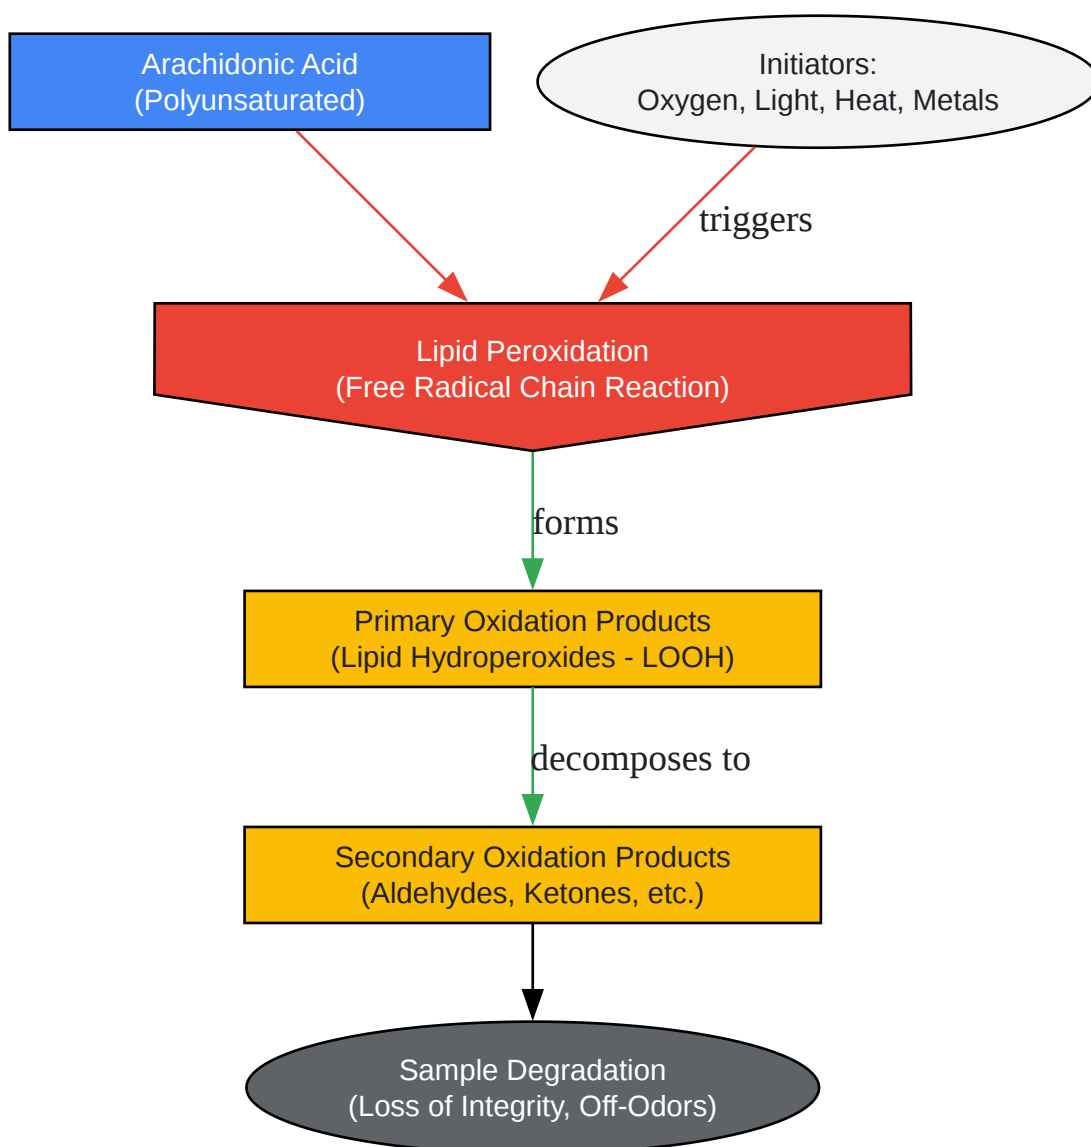 Arachidonic Acid
(Polyunsaturated)
Initiators:
Oxygen, Light, Heat, Metals
triggers
Lipid Peroxidation
(Free Radical Chain Reaction)
forms
Primary Oxidation Products
(Lipid Hydroperoxides - LOOH)
decomposes to
Secondary Oxidation Products
(Aldehydes, Ketones, etc.)
Sample Degradation
(Loss of Integrity, Off-Odors)